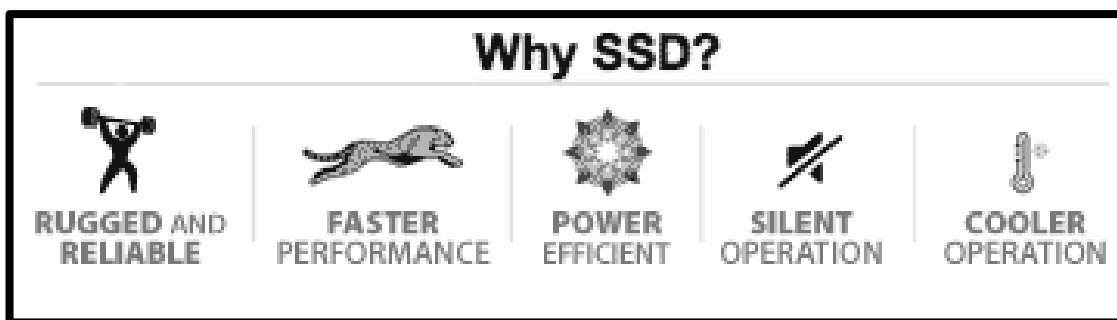 Why SSD?
RUGGED AND
RELIABLE
FASTER
PERFORMANCE
POWER
EFFICIENT
SILENT
OPERATION
COOLER
OPERATION